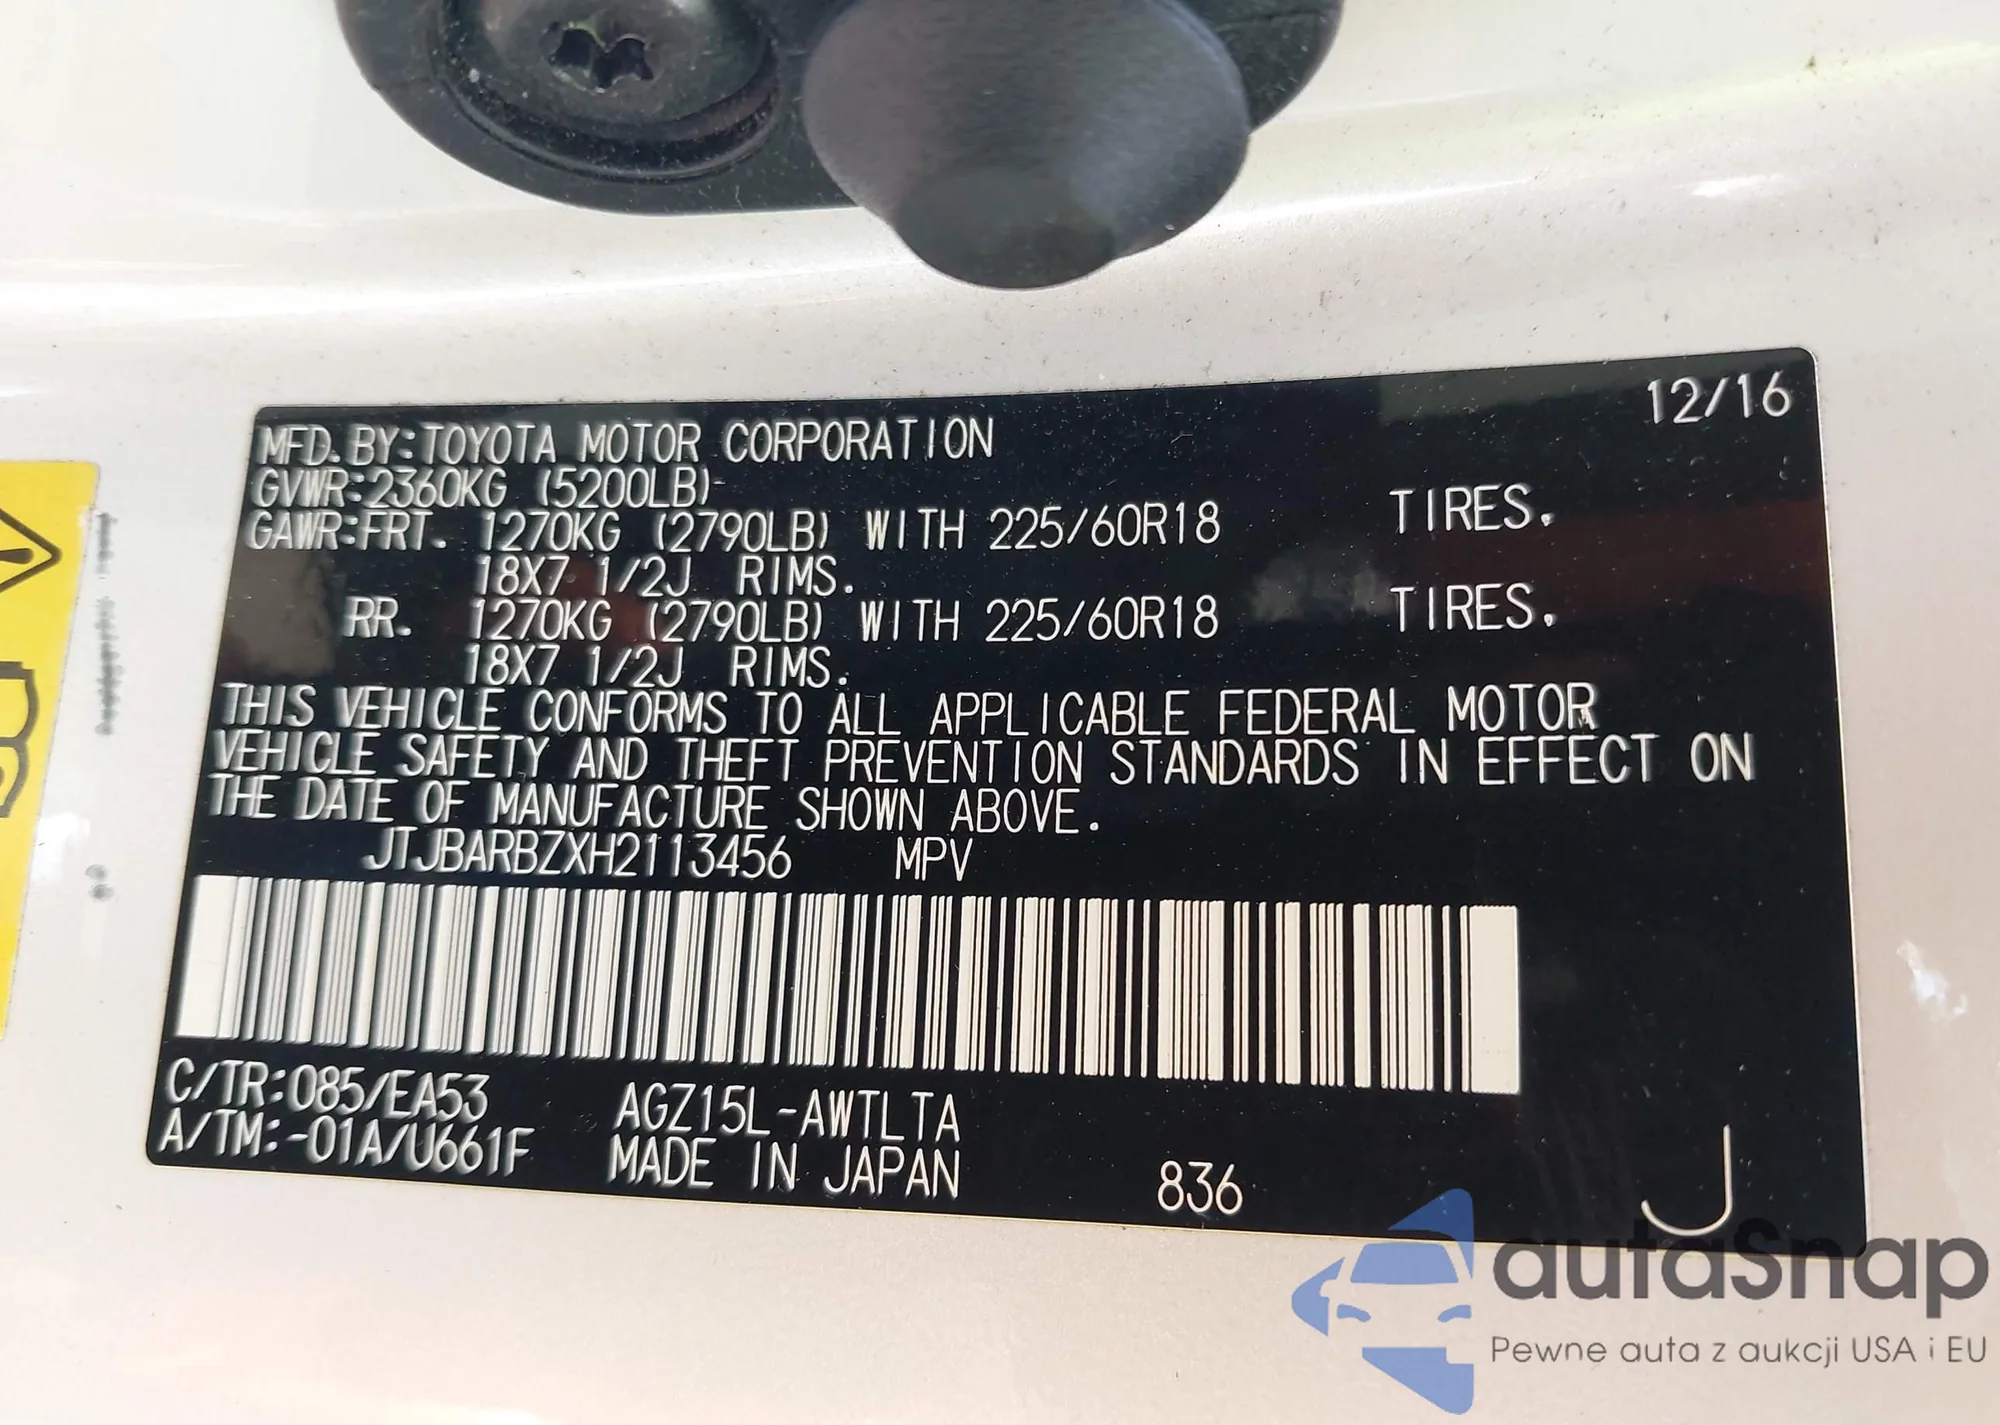 12/16
MFD. BY:TOYOTA MOTOR CORPORATION
GVWR:2360KG (5200LB)
GAWR:FRT. 1270KG (2790LB) WITH 225/60R18 TIRES.
18X7 1/2J RIMS.
RR. 1270KG (2790LB) WITH 225/60R18 TIRES.
18X7 1/2J RIMS.
THIS VEHICLE CONFORMS TO ALL APPLICABLE FEDERAL MOTOR
VEHICLE SAFETY AND THEFT PREVENTION STANDARDS IN EFFECT ON
THE DATE OF MANUFACTURE SHOWN ABOVE.
JTJBARBZXH2113456 MPV
C/TR:085/EA53 AGZ15L-AWTLTA
A/TM:-01A/U661F MADE IN JAPAN 836 J
autaSnap
Pewne auta z aukcji USA i EU